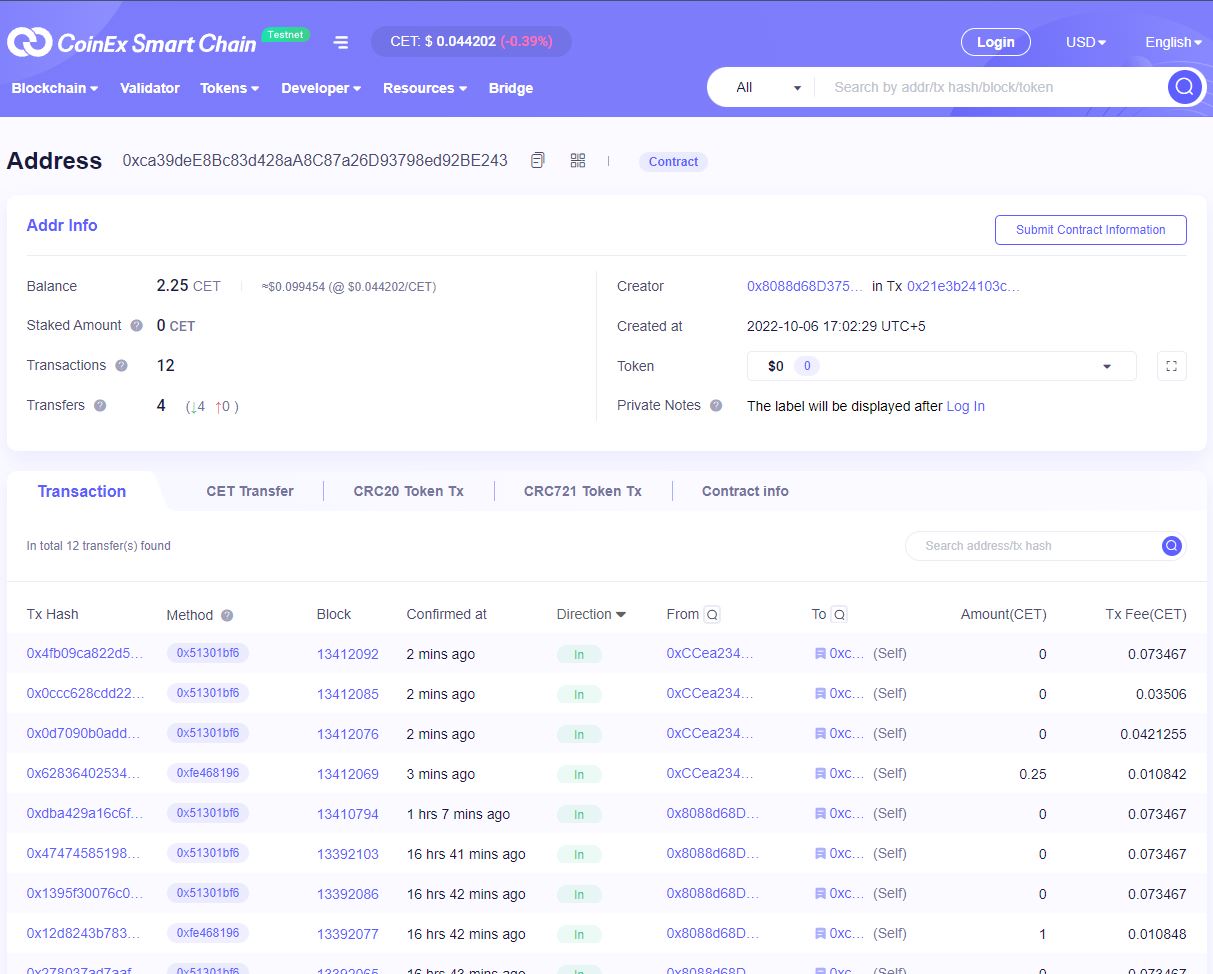 CoinEx Smart Chain Testnet CET: $ 0.044202 (-0.39%) Login USD English
Blockchain Validator Tokens Developer Resources Bridge All Search by addr/tx hash/block/token
Address 0xca39deE8Bc83d428aA8C87a26D93798ed92BE243 Contract
Addr Info Submit Contract Information
Balance 2.25 CET ≈$0.099454 (@ $0.044202/CET) Creator 0x8088d68D375... in Tx 0x21e3b24103c...
Staked Amount ? 0 CET Created at 2022-10-06 17:02:29 UTC+5
Transactions ? 12 Token $0 0
Transfers ? 4 (↓4 ↑0 ) Private Notes ? The label will be displayed after Log In
Transaction CET Transfer CRC20 Token Tx CRC721 Token Tx Contract info
In total 12 transfer(s) found Search address/tx hash
Tx Hash Method ? Block Confirmed at Direction From To Amount(CET) Tx Fee(CET)
0x4fb09ca822d5... 0x51301bf6 13412092 2 mins ago In 0xCCea234... 0xc... (Self) 0 0.073467
0x0ccc628cdd22... 0x51301bf6 13412085 2 mins ago In 0xCCea234... 0xc... (Self) 0 0.03506
0x0d7090b0add... 0x51301bf6 13412076 2 mins ago In 0xCCea234... 0xc... (Self) 0 0.0421255
0x62836402534... 0xfe468196 13412069 3 mins ago In 0xCCea234... 0xc... (Self) 0.25 0.010842
0xdba429a16c6f... 0x51301bf6 13410794 1 hrs 7 mins ago In 0x8088d68D... 0xc... (Self) 0 0.073467
0x47474585198... 0x51301bf6 13392103 16 hrs 41 mins ago In 0x8088d68D... 0xc... (Self) 0 0.073467
0x1395f30076c0... 0x51301bf6 13392086 16 hrs 42 mins ago In 0x8088d68D... 0xc... (Self) 0 0.073467
0x12d8243b783... 0xfe468196 13392077 16 hrs 42 mins ago In 0x8088d68D... 0xc... (Self) 1 0.010848
0x278037ad7aaf... 0x51301bf6 13392065 16 hrs 43 mins ago In 0x8088d68D... 0xc... (Self) 0 0.073467